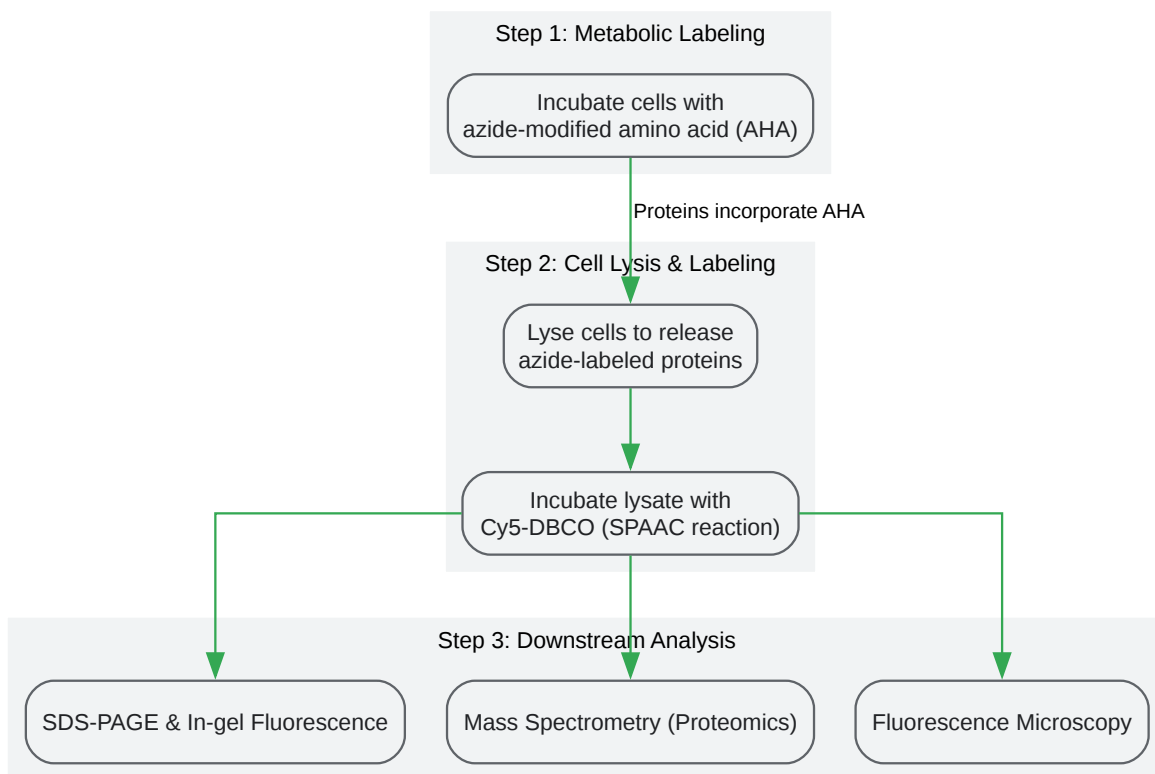 Step 1: Metabolic Labeling
Incubate cells with
azide-modified amino acid (AHA)
Proteins incorporate AHA
Step 2: Cell Lysis & Labeling
Lyse cells to release
azide-labeled proteins
Incubate lysate with
Cy5-DBCO (SPAAC reaction)
Step 3: Downstream Analysis
SDS-PAGE & In-gel Fluorescence
Mass Spectrometry (Proteomics)
Fluorescence Microscopy